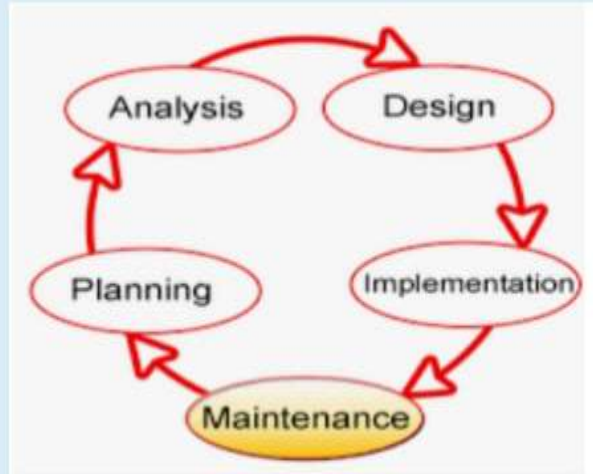 Analysis
Design
Planning
Implementation
Maintenance